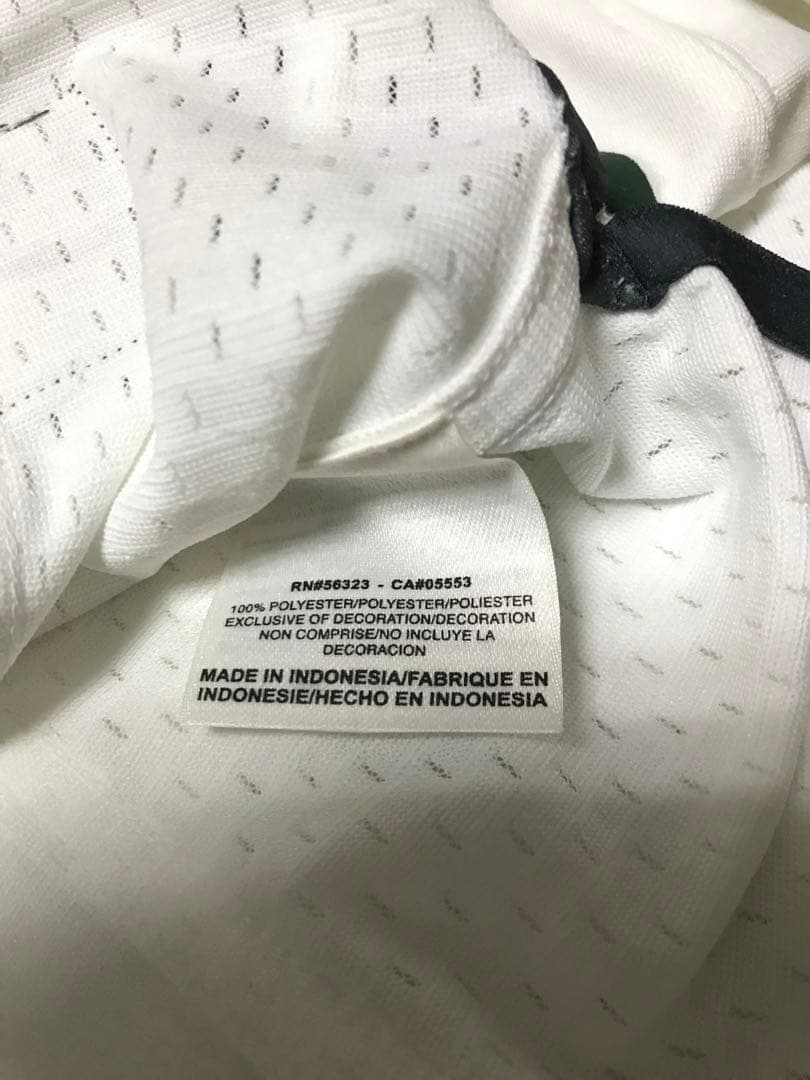 RN#56323 - CA#05553
100% POLYESTER/POLYESTER/POLIESTER
EXCLUSIVE OF DECORATION/DECORATION
NON COMPRISE/NO INCLUYE LA
DECORACION
MADE IN INDONESIA/FABRIQUE EN
INDONESIE/HECHO EN INDONESIA